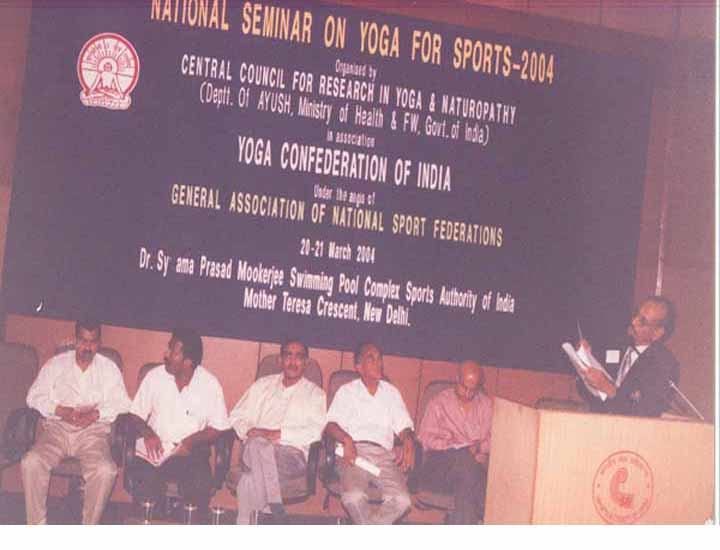 NATIONAL SEMINAR ON YOGA FOR SPORTS-2004
Organised by
CENTRAL COUNCIL FOR RESEARCH IN YOGA & NATUROPATHY
(Deptt. Of AYUSH, Ministry of Health & FW, Govt. of India)
in association
YOGA CONFEDERATION OF INDIA
Under the aegis of
GENERAL ASSOCIATION OF NATIONAL SPORT FEDERATIONS
20-21 March 2004
Dr. Sy ama Prasad Mookerjee Swimming Pool Complex Sports Authority of India
Mother Teresa Crescent, New Delhi.